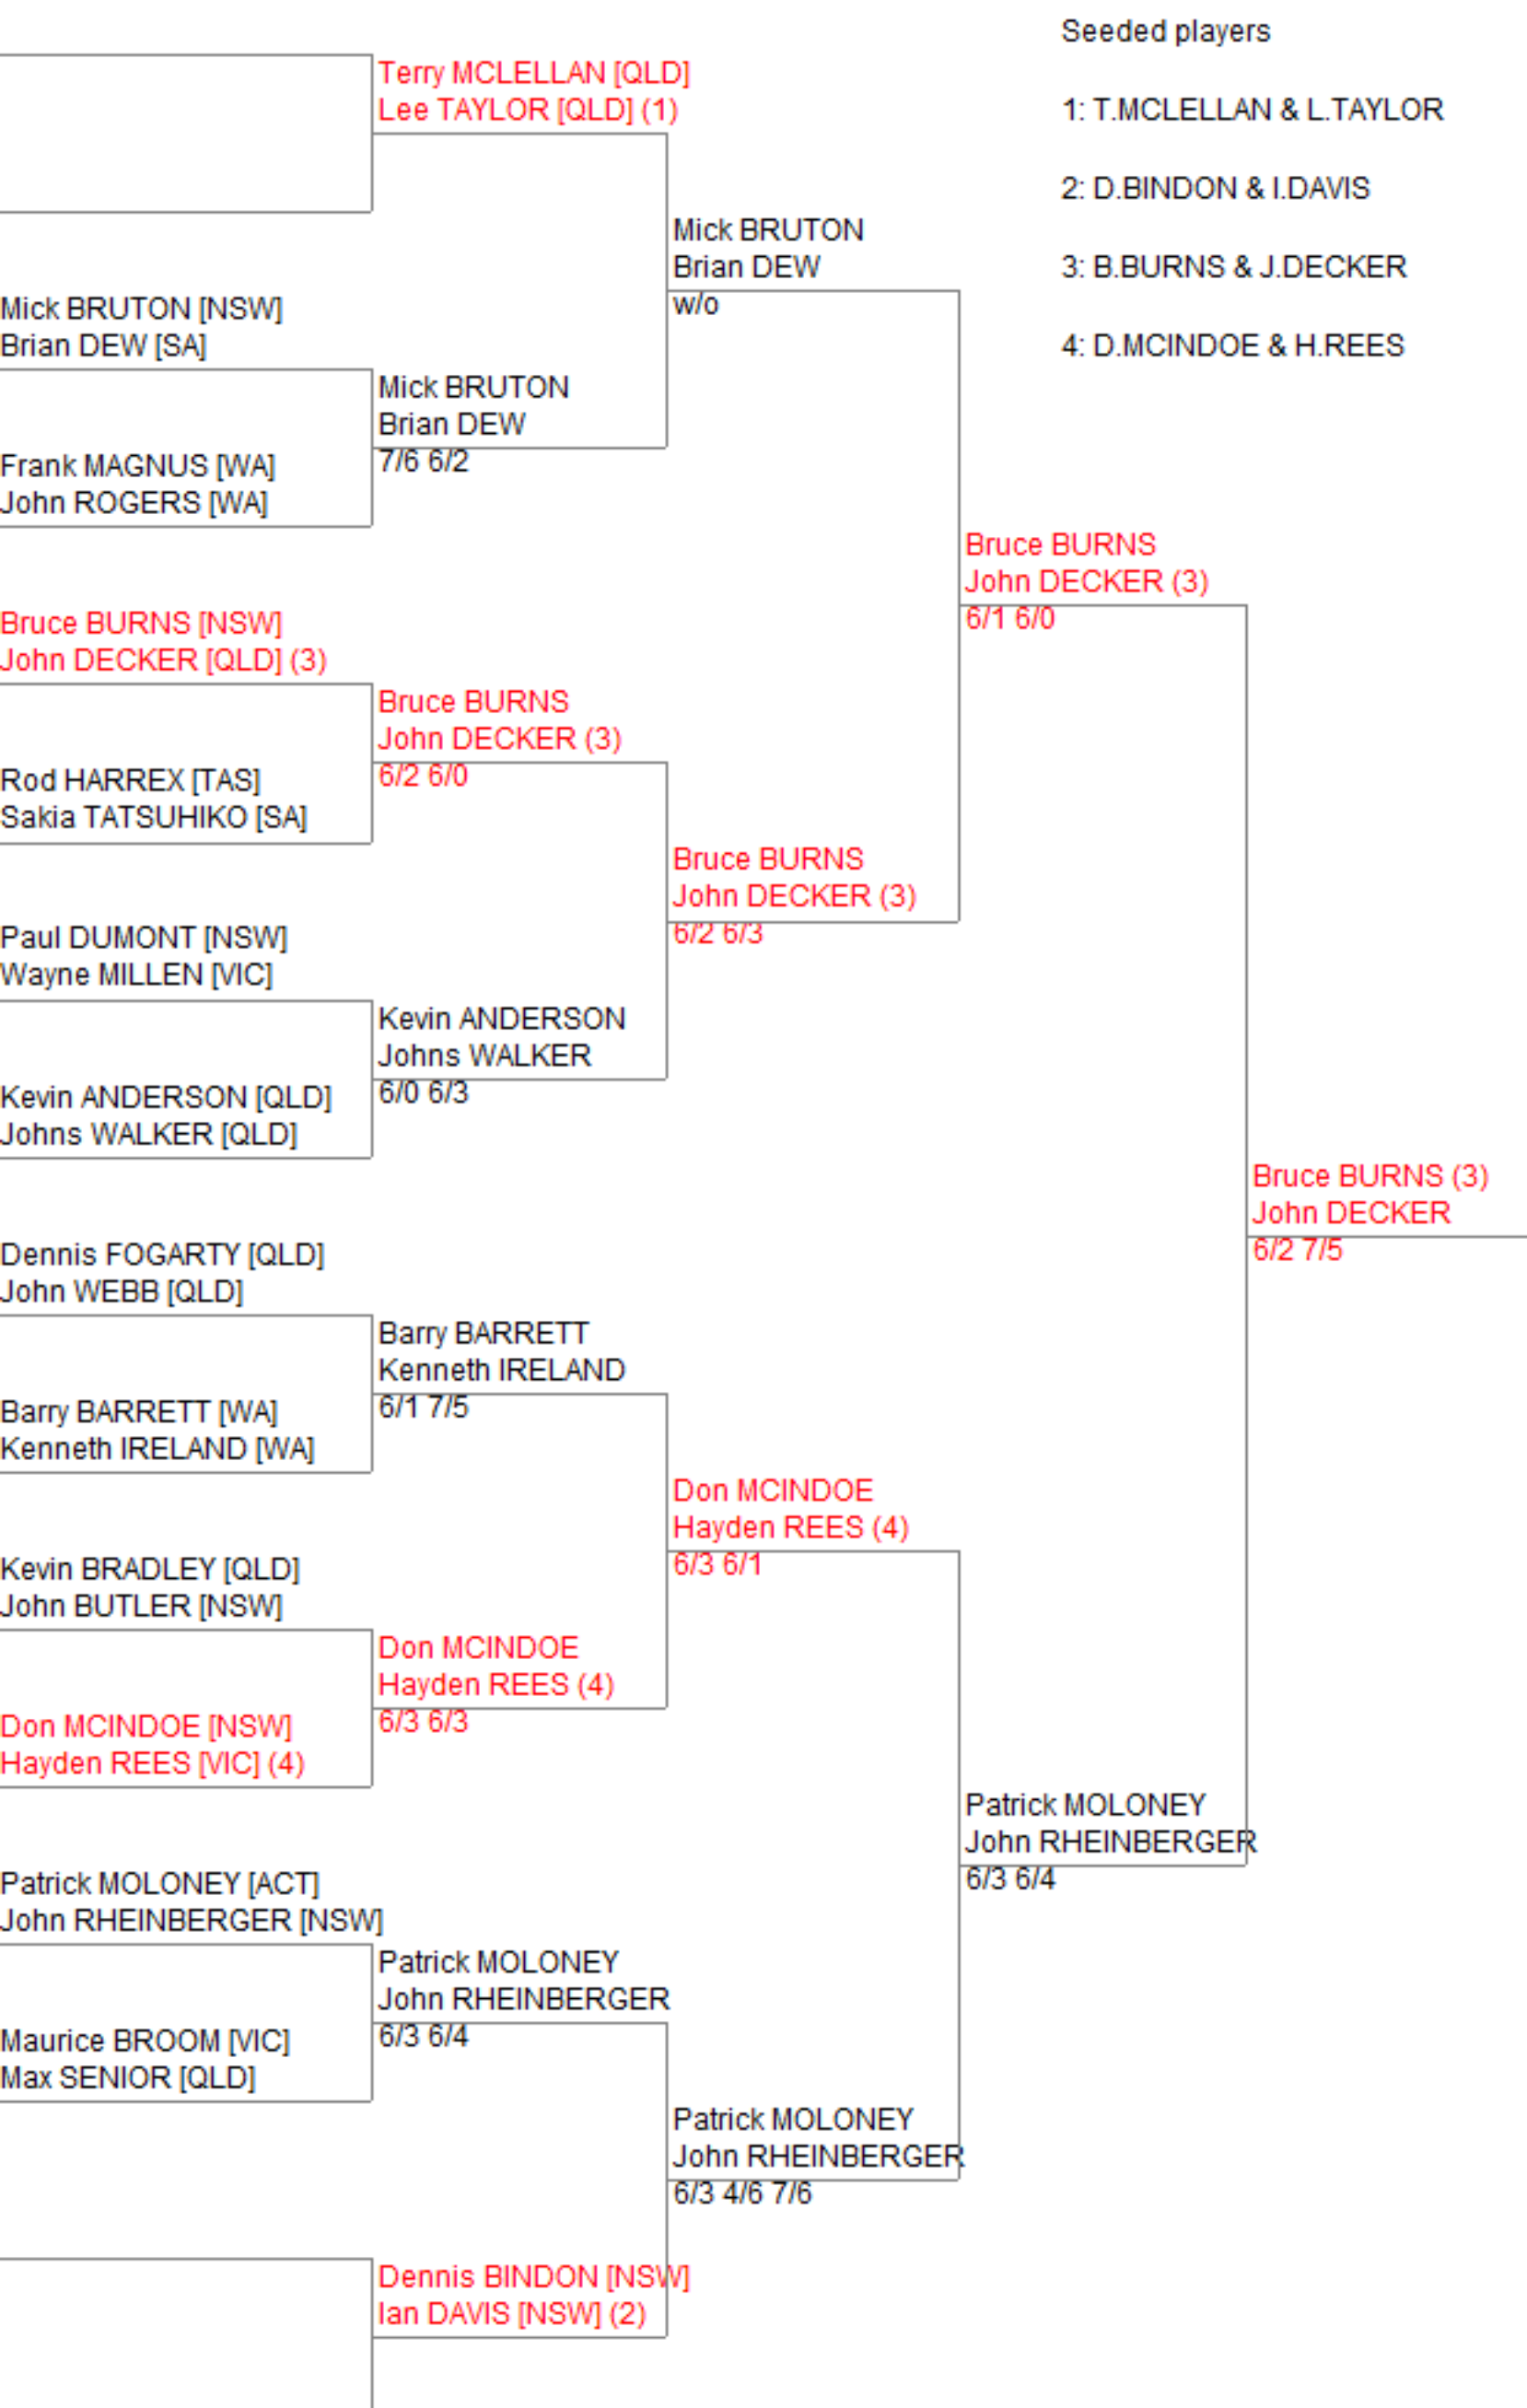 Seeded players
1: T.MCLELLAN & L.TAYLOR
2: D.BINDON & I.DAVIS
3: B.BURNS & J.DECKER
4: D.MCINDOE & H.REES
Mick BRUTON [NSW]
Brian DEW [SA]
Frank MAGNUS [WA]
John ROGERS [WA]
Bruce BURNS [NSW]
John DECKER [QLD] (3)
Rod HARREX [TAS]
Sakia TATSUHIKO [SA]
Paul DUMONT [NSW]
Wayne MILLEN [VIC]
Kevin ANDERSON [QLD]
Johns WALKER [QLD]
Dennis FOGARTY [QLD]
John WEBB [QLD]
Barry BARRETT [WA]
Kenneth IRELAND [WA]
Kevin BRADLEY [QLD]
John BUTLER [NSW]
Don MCINDOE [NSW]
Hayden REES [VIC] (4)
Patrick MOLONEY [ACT]
John RHEINBERGER [NSW]
Maurice BROOM [VIC]
Max SENIOR [QLD]
Terry MCLELLAN [QLD]
Lee TAYLOR [QLD] (1)
Mick BRUTON
Brian DEW
7/6 6/2
Bruce BURNS
John DECKER (3)
6/2 6/0
Kevin ANDERSON
Johns WALKER
6/0 6/3
Barry BARRETT
Kenneth IRELAND
6/1 7/5
Don MCINDOE
Hayden REES (4)
6/3 6/3
Patrick MOLONEY
John RHEINBERGER
6/3 6/4
Dennis BINDON [NSW]
Ian DAVIS [NSW] (2)
Mick BRUTON
Brian DEW
w/o
Bruce BURNS
John DECKER (3)
6/2 6/3
Don MCINDOE
Hayden REES (4)
6/3 6/1
Patrick MOLONEY
John RHEINBERGER
6/3 4/6 7/6
Bruce BURNS
John DECKER (3)
6/1 6/0
Patrick MOLONEY
John RHEINBERGER
6/3 6/4
Bruce BURNS (3)
John DECKER
6/2 7/5